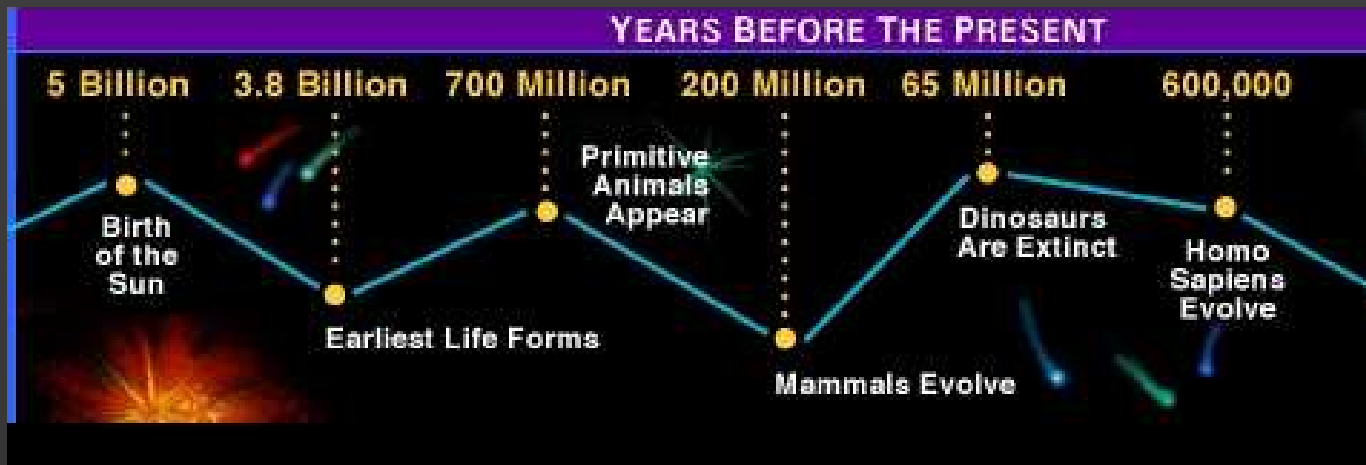 YEARS BEFORE THE PRESENT
5 Billion
3.8 Billion
700 Million
200 Million
65 Million
600,000
Birth
of the
Sun
Earliest Life Forms
Primitive
Animals
Appear
Mammals Evolve
Dinosaurs
Are Extinct
Homo
Sapiens
Evolve